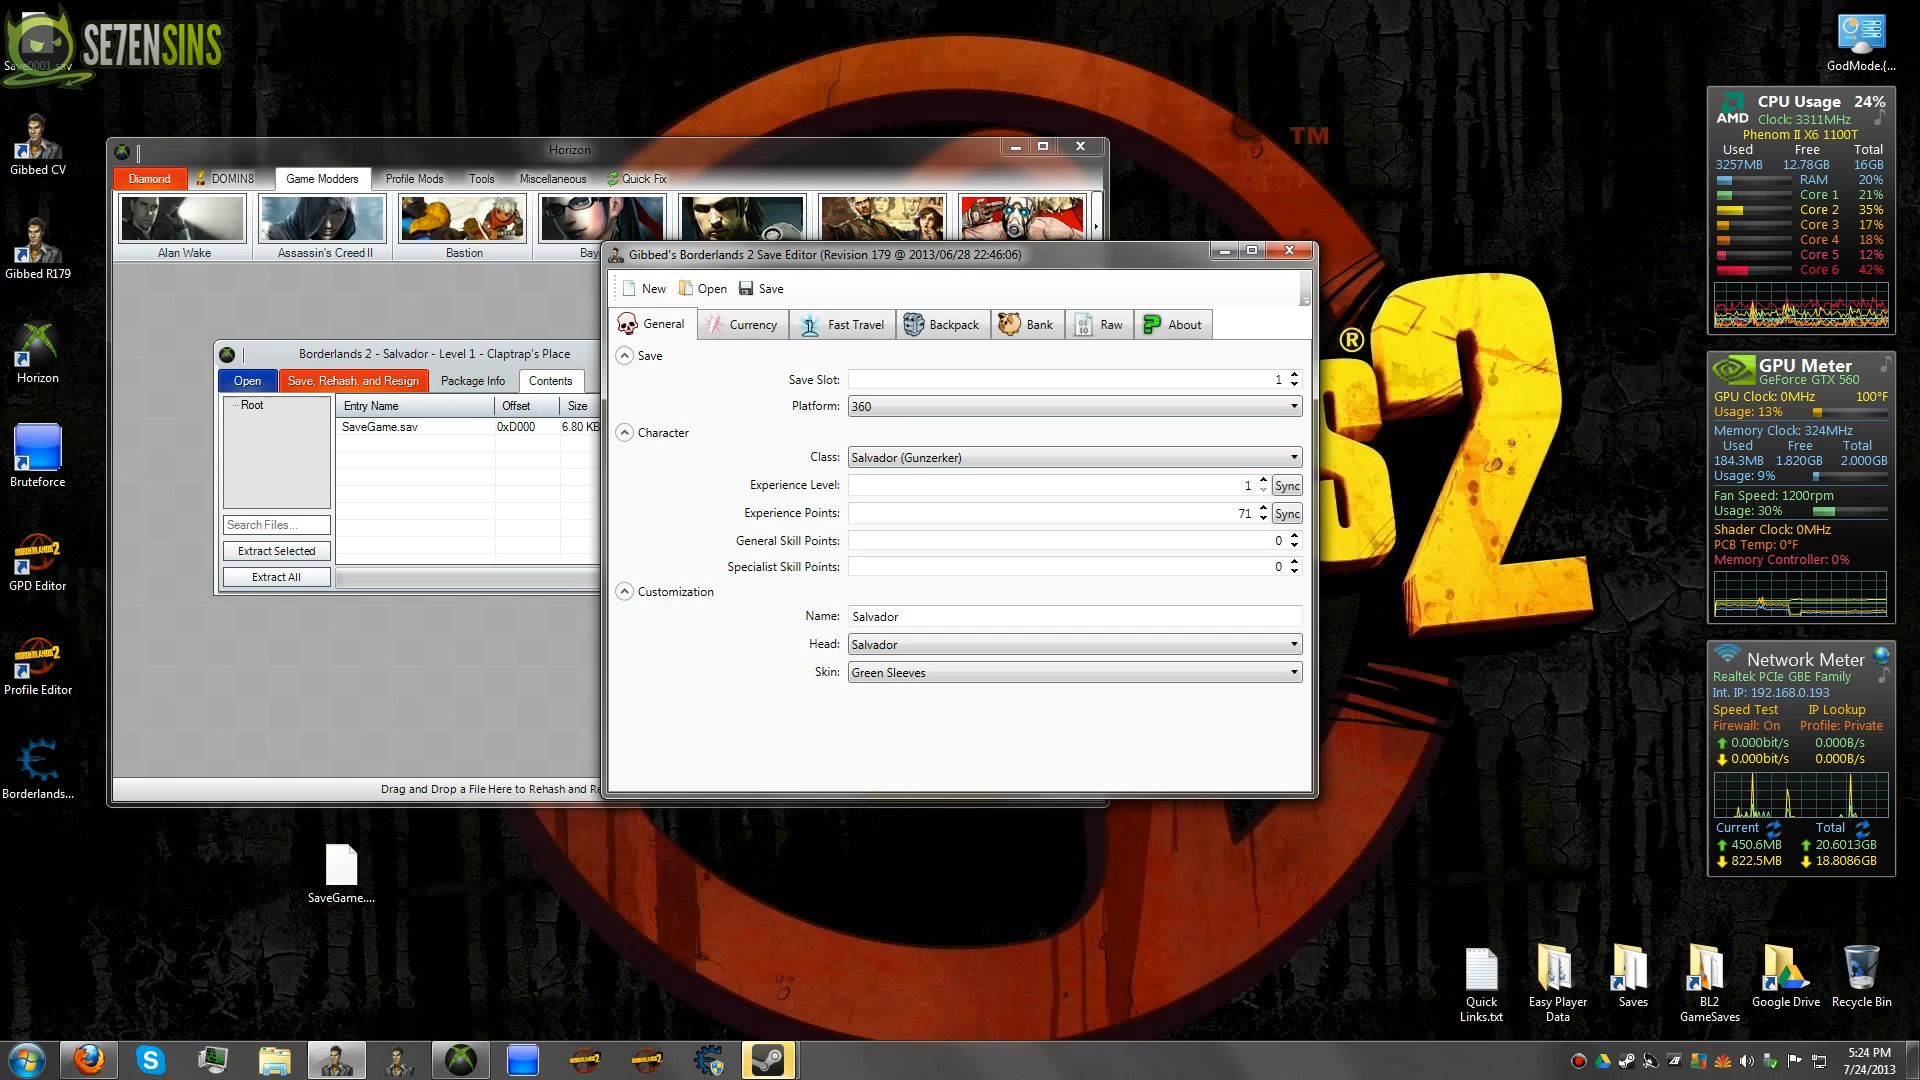 SE7ENSINS
Save0001.sav
Gibbed CV
Gibbed R179
Horizon
Bruteforce
BORDERLANDS 2
GPD Editor
BORDERLANDS 2
Profile Editor
Borderlands...
Horizon
Diamond
DOMIN8
Game Modders
Profile Mods
Tools
Miscellaneous
Quick Fix
Alan Wake
Assassin's Creed II
Bastion
Bay
Borderlands 2 - Salvador - Level 1 - Claptrap's Place
Open
Save, Rehash, and Resign
Package Info
Contents
Root
Entry Name
Offset
Size
SaveGame.sav
0xD000
6.80 KB
Search Files...
Extract Selected
Extract All
Drag and Drop a File Here to Rehash and Re
SaveGame....
Gibbed's Borderlands 2 Save Editor (Revision 179 @ 2013/06/28 22:46:06)
New
Open
Save
General
Currency
Fast Travel
Backpack
Bank
Raw
About
Save
Save Slot:
1
Platform:
360
Character
Class:
Salvador (Gunzerker)
Experience Level:
1
Sync
Experience Points:
71
Sync
General Skill Points:
0
Specialist Skill Points:
0
Customization
Name:
Salvador
Head:
Salvador
Skin:
Green Sleeves
TM
®
S2
GodMode.{...
AMD
CPU Usage 24%
Clock: 3311MHz
Phenom II X6 1100T
Used Free Total
3257MB 12.78GB 16GB
RAM 20%
Core 1 21%
Core 2 35%
Core 3 17%
Core 4 18%
Core 5 12%
Core 6 42%
GPU Meter
GeForce GTX 560
GPU Clock: 0MHz 100°F
Usage: 13%
Memory Clock: 324MHz
Used Free Total
184.3MB 1.820GB 2.000GB
Usage: 9%
Fan Speed: 1200rpm
Usage: 30%
Shader Clock: 0MHz
PCB Temp: 0°F
Memory Controller: 0%
Network Meter
Realtek PCIe GBE Family
Int. IP: 192.168.0.193
Speed Test IP Lookup
Firewall: On Profile: Private
0.000bit/s 0.000B/s
0.000bit/s 0.000B/s
Current Total
450.6MB 20.6013GB
822.5MB 18.8086GB
Quick Links.txt
Easy Player Data
Saves
BL2 GameSaves
Google Drive
Recycle Bin
5:24 PM
7/24/2013